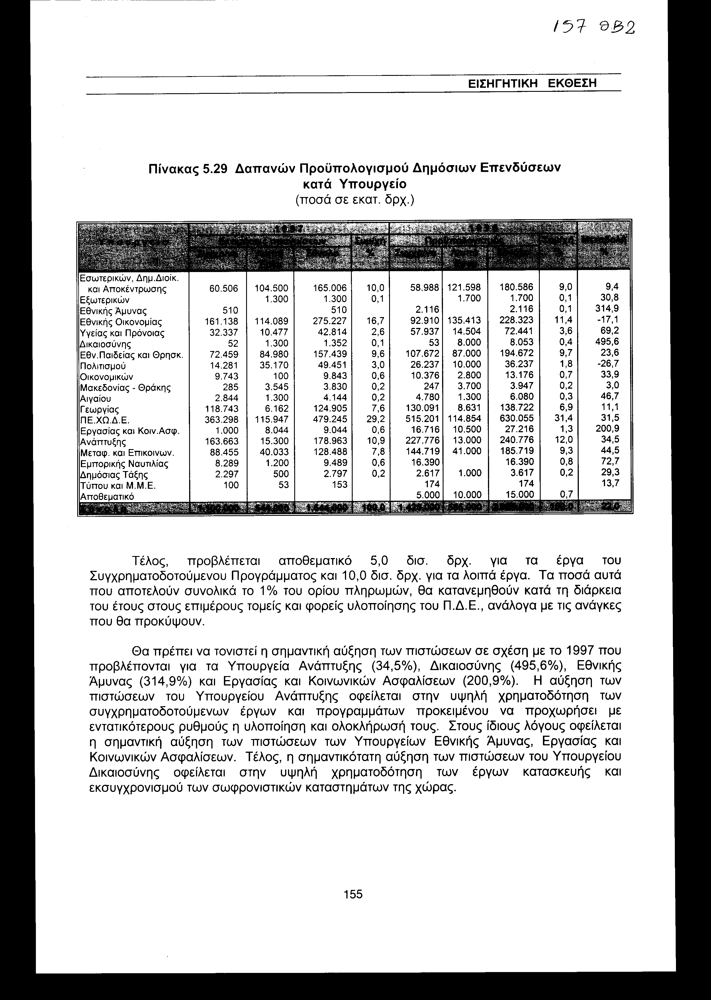 157 ΘΒ2
ΕΙΣΗΓΗΤΙΚΗ ΕΚΘΕΣΗ
Πίνακας 5.29 Δαπανών Προϋπολογισμού Δημόσιων Επενδύσεων
κατά Υπουργείο
(ποσά σε εκατ. δρχ.)
Υπουργείο
Προϋπολογισμός
Μεταβολή
Σύνολο % %
Εσωτερικών, Δημ.Διοίκ.
και Αποκέντρωσης 60.506 104.500 165.006 10,0 58.988 121.598 180.586 9,0 9,4
Εξωτερικών 1.300 1.300 0,1 1.700 1.700 0,1 30,8
Εθνικής Άμυνας 510 510 2.116 2.116 0,1 314,9
Εθνικής Οικονομίας 161.138 114.089 275.227 16,7 92.910 135.413 228.323 11,4 -17,1
Υγείας και Πρόνοιας 32.337 10.477 42.814 2,6 57.937 14.504 72.441 3,6 69,2
Δικαιοσύνης 52 1.300 1.352 0,1 53 8.000 8.053 0,4 495,6
Εθν.Παιδείας και Θρησκ. 72.459 84.980 157.439 9,6 107.672 87.000 194.672 9,7 23,6
Πολιτισμού 14.281 35.170 49.451 3,0 26.237 10.000 36.237 1,8 -26,7
Οικονομικών 9.743 100 9.843 0,6 10.376 2.800 13.176 0,7 33,9
Μακεδονίας - Θράκης 285 3.545 3.830 0,2 247 3.700 3.947 0,2 3,0
Αιγαίου 2.844 1.300 4.144 0,2 4.780 1.300 6.080 0,3 46,7
Γεωργίας 118.743 6.162 124.905 7,6 130.091 8.631 138.722 6,9 11,1
ΠΕ.ΧΩ.Δ.Ε. 363.298 115.947 479.245 29,2 515.201 114.854 630.055 31,4 31,5
Εργασίας και Κοιν.Ασφ. 1.000 8.044 9.044 0,6 16.716 10.500 27.216 1,3 200,9
Ανάπτυξης 163.663 15.300 178.963 10,9 227.776 13.000 240.776 12,0 34,5
Μεταφ. και Επικοινων. 88.455 40.033 128.488 7,8 144.719 41.000 185.719 9,3 44,5
Εμπορικής Ναυτιλίας 8.289 1.200 9.489 0,6 16.390 16.390 0,8 72,7
Δημόσιας Τάξης 2.297 500 2.797 0,2 2.617 1.000 3.617 0,2 29,3
Τύπου και Μ.Μ.Ε. 100 53 153 174 174 13,7
Αποθεματικό 5.000 10.000 15.000 0,7
100,0 22,0
Τέλος, προβλέπεται αποθεματικό 5,0 δισ. δρχ. για τα έργα του
Συγχρηματοδοτούμενου Προγράμματος και 10,0 δισ. δρχ. για τα λοιπά έργα. Τα ποσά αυτά
που αποτελούν συνολικά το 1% του ορίου πληρωμών, θα κατανεμηθούν κατά τη διάρκεια
του έτους στους επιμέρους τομείς και φορείς υλοποίησης του Π.Δ.Ε., ανάλογα με τις ανάγκες
που θα προκύψουν.
Θα πρέπει να τονιστεί η σημαντική αύξηση των πιστώσεων σε σχέση με το 1997 που
προβλέπονται για τα Υπουργεία Ανάπτυξης (34,5%), Δικαιοσύνης (495,6%), Εθνικής
Άμυνας (314,9%) και Εργασίας και Κοινωνικών Ασφαλίσεων (200,9%). Η αύξηση των
πιστώσεων του Υπουργείου Ανάπτυξης οφείλεται στην υψηλή χρηματοδότηση των
συγχρηματοδοτούμενων έργων και προγραμμάτων προκειμένου να προχωρήσει με
εντατικότερους ρυθμούς η υλοποίηση και ολοκλήρωσή τους. Στους ίδιους λόγους οφείλεται
η σημαντική αύξηση των πιστώσεων των Υπουργείων Εθνικής Άμυνας, Εργασίας και
Κοινωνικών Ασφαλίσεων. Τέλος, η σημαντικότατη αύξηση των πιστώσεων του Υπουργείου
Δικαιοσύνης οφείλεται στην υψηλή χρηματοδότηση των έργων κατασκευής και
εκσυγχρονισμού των σωφρονιστικών καταστημάτων της χώρας.
155